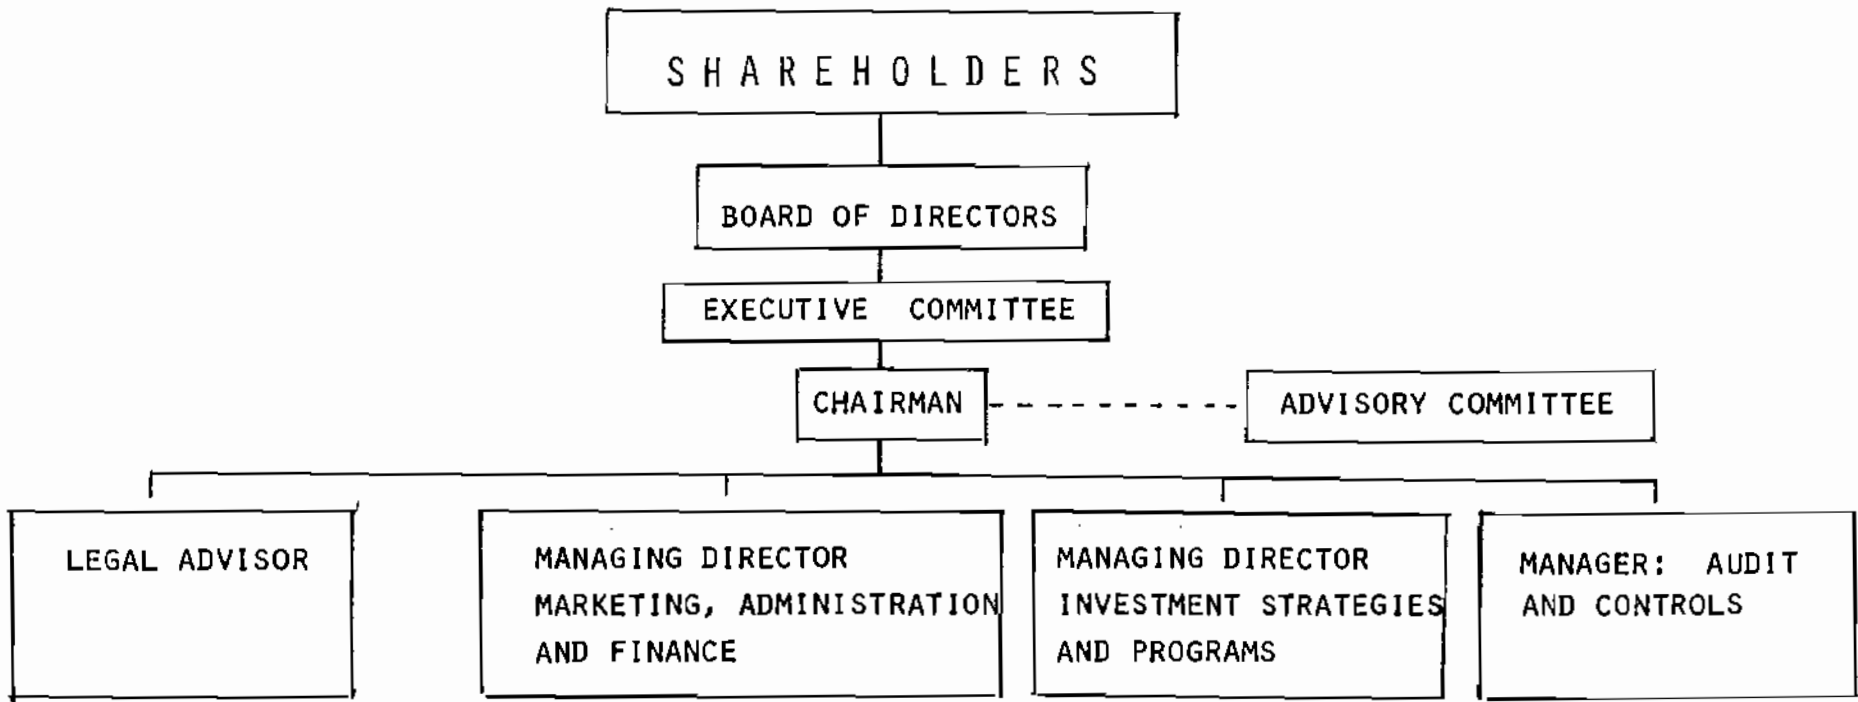 SHAREHOLDERS
BOARD OF DIRECTORS
EXECUTIVE COMMITTEE
CHAIRMAN
ADVISORY COMMITTEE
LEGAL ADVISOR
MANAGING DIRECTOR
MARKETING, ADMINISTRATION
AND FINANCE
MANAGING DIRECTOR
INVESTMENT STRATEGIES
AND PROGRAMS
MANAGER: AUDIT
AND CONTROLS